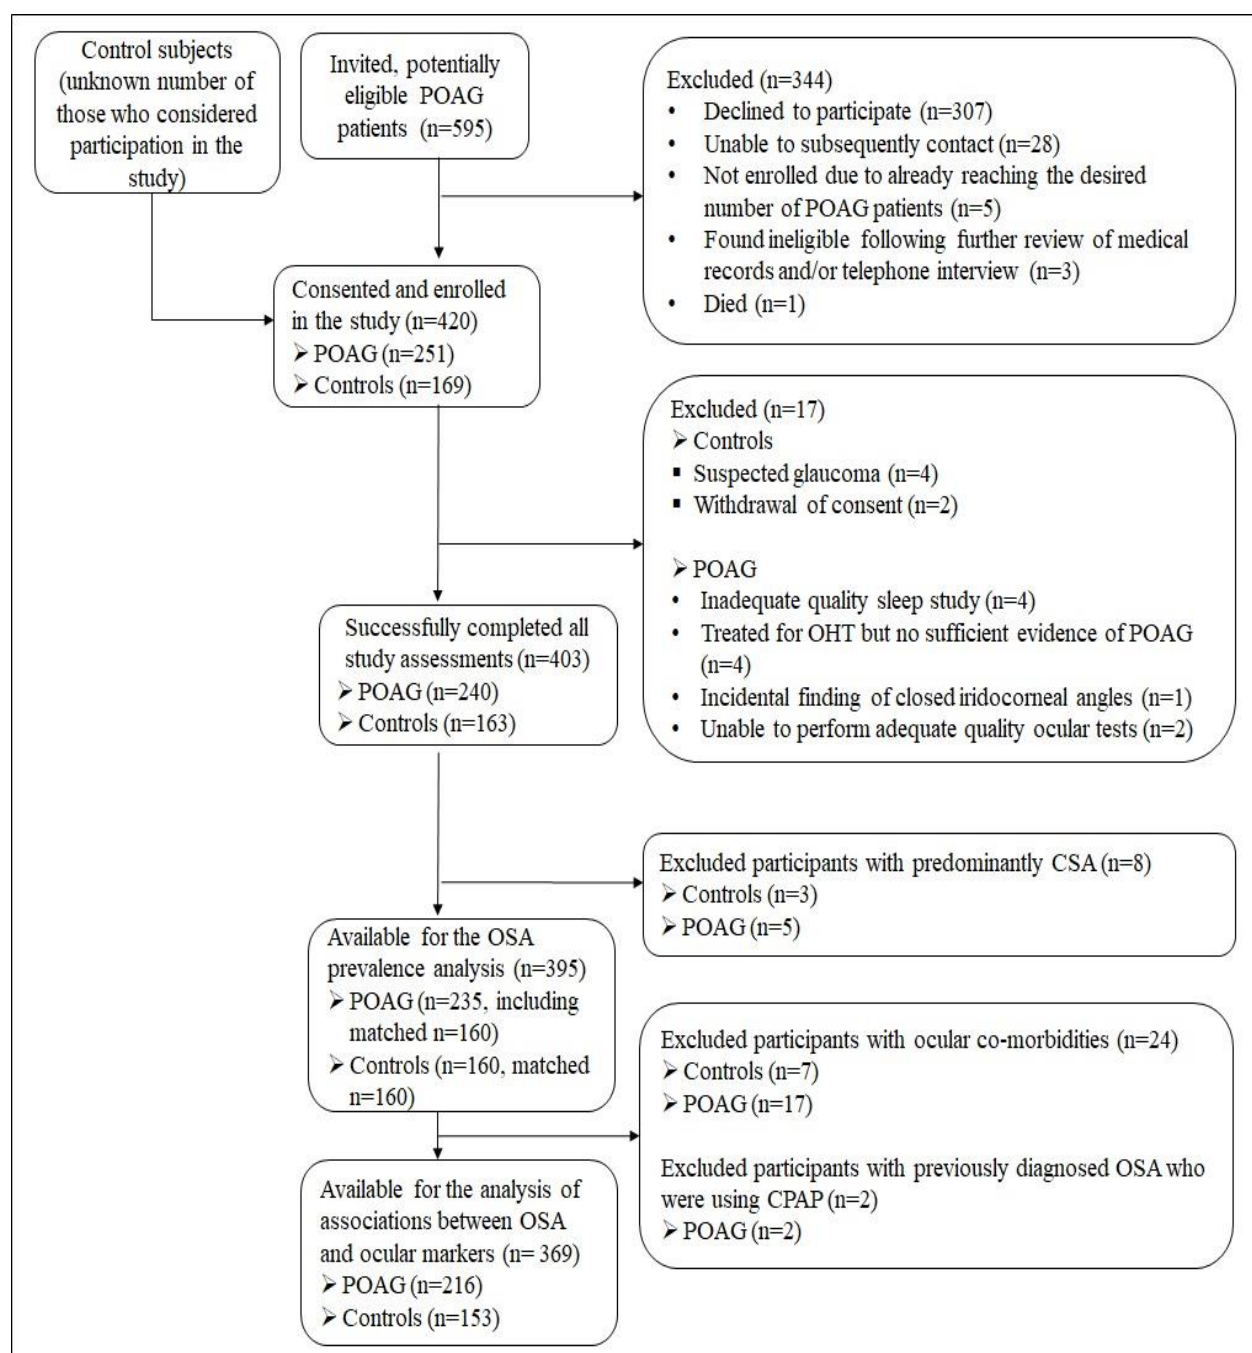 Control subjects
(unknown number of
those who considered
participation in the
study)
Invited, potentially
eligible POAG
patients (n=595)
Excluded (n=344)
• Declined to participate (n=307)
• Unable to subsequently contact (n=28)
• Not enrolled due to already reaching the desired
number of POAG patients (n=5)
• Found ineligible following further review of medical
records and/or telephone interview (n=3)
• Died (n=1)
Consented and enrolled
in the study (n=420)
➢ POAG (n=251)
➢ Controls (n=169)
Excluded (n=17)
➢ Controls
▪ Suspected glaucoma (n=4)
▪ Withdrawal of consent (n=2)
➢ POAG
• Inadequate quality sleep study (n=4)
• Treated for OHT but no sufficient evidence of POAG
(n=4)
• Incidental finding of closed iridocorneal angles (n=1)
• Unable to perform adequate quality ocular tests (n=2)
Successfully completed all
study assessments (n=403)
➢ POAG (n=240)
➢ Controls (n=163)
Excluded participants with predominantly CSA (n=8)
➢ Controls (n=3)
➢ POAG (n=5)
Available for the OSA
prevalence analysis (n=395)
➢ POAG (n=235, including
matched n=160)
➢ Controls (n=160, matched
n=160)
Excluded participants with ocular co-morbidities (n=24)
➢ Controls (n=7)
➢ POAG (n=17)
Excluded participants with previously diagnosed OSA who
were using CPAP (n=2)
➢ POAG (n=2)
Available for the analysis of
associations between OSA
and ocular markers (n= 369)
➢ POAG (n=216)
➢ Controls (n=153)